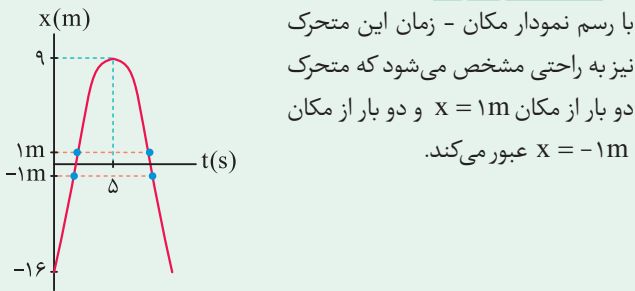 با رسم نمودار مکان - زمان این متحرک
نیز به راحتی مشخص می‌شود که متحرک
دو بار از مکان x = ۱m و دو بار از مکان
x = -۱m عبور می‌کند.
x(m)
۹
۱m
-۱m
t(s)
۵
-۱۶